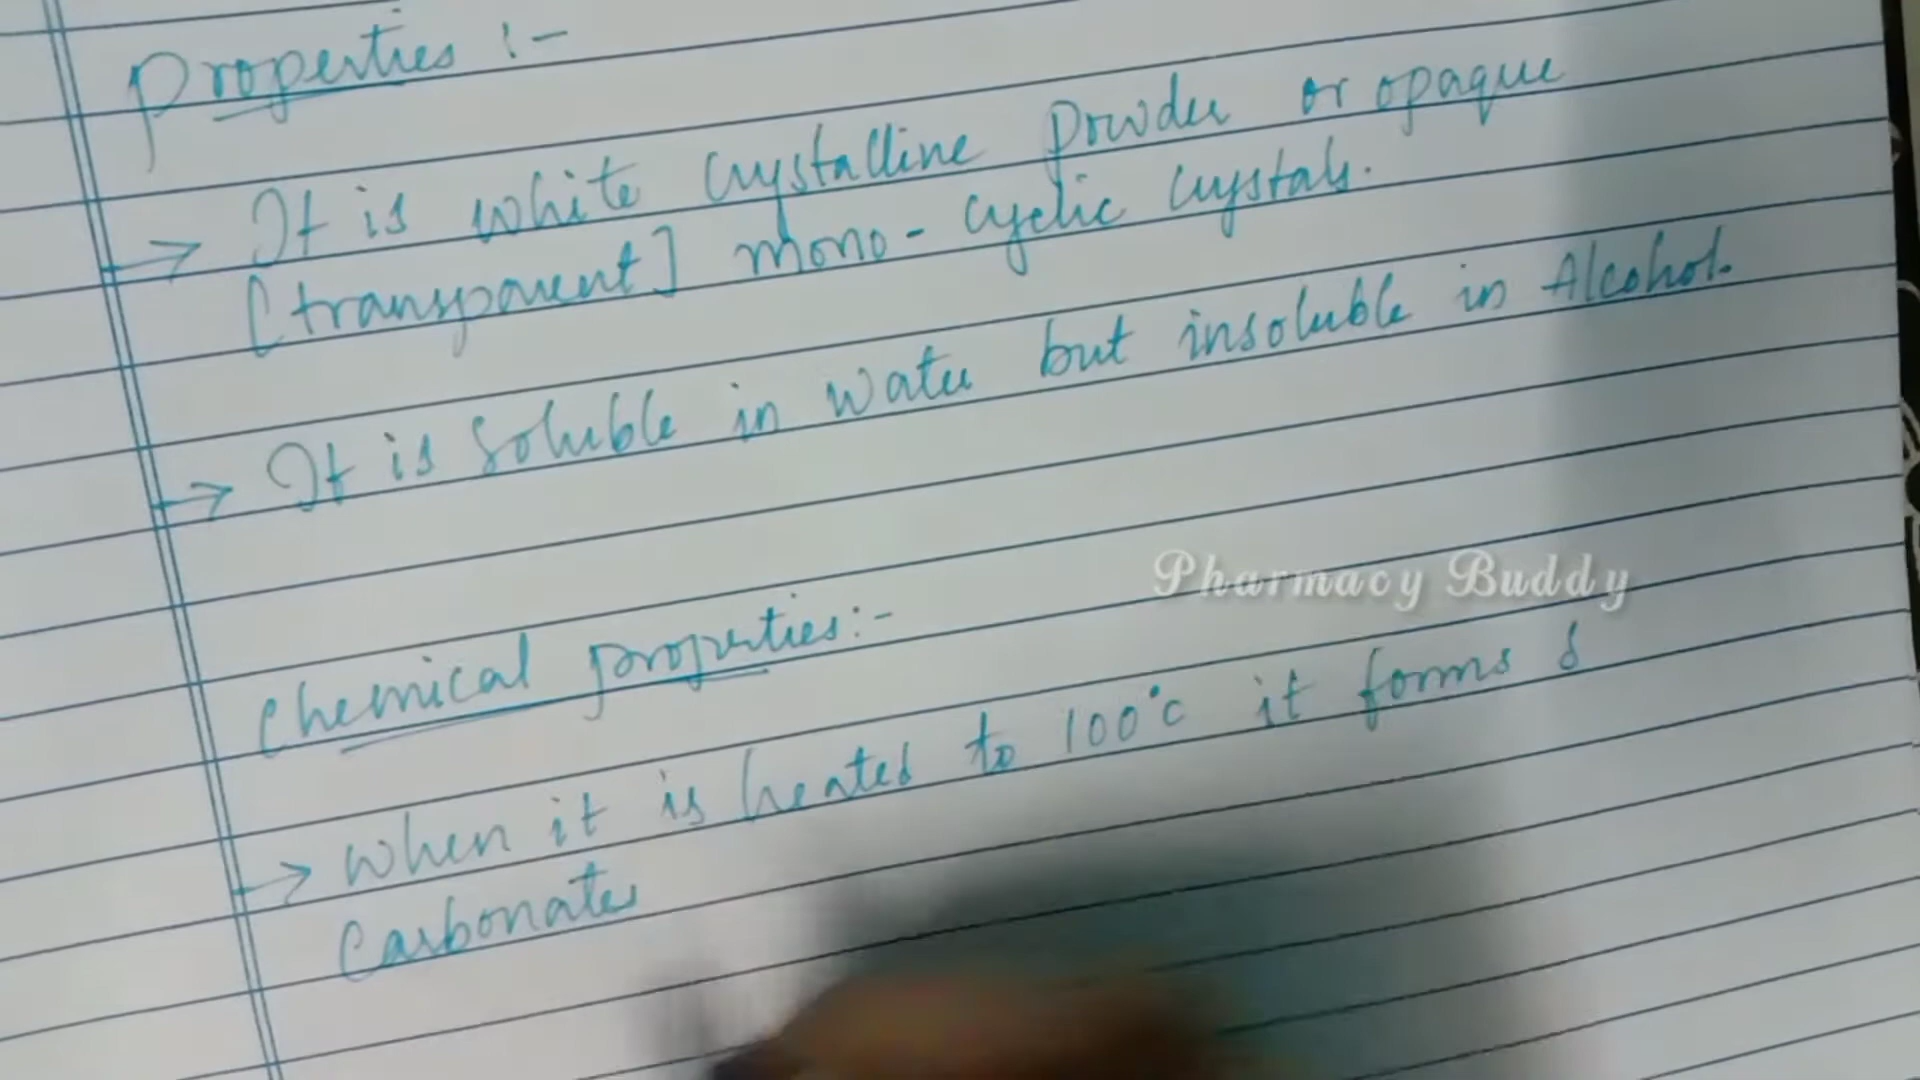 Properties :-
→ It is white crystalline powder or opaque
[transparent] mono-cyclic crystals.
→ It is soluble in water but insoluble in Alcohol.
Pharmacy Buddy
Chemical properties:-
→ When it is heated to 100°c it forms
Carbonate